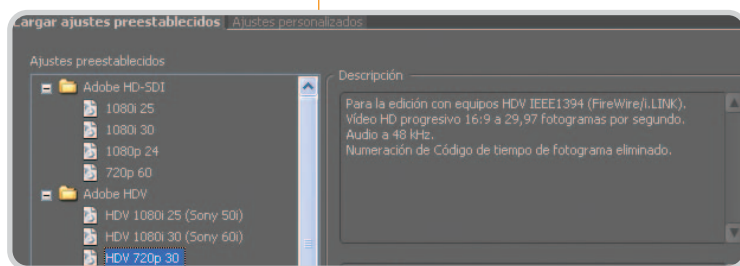 Cargar ajustes preestablecidos Ajustes personalizados
Ajustes preestablecidos
Adobe HD-SDI
1080i 25
1080i 30
1080p 24
720p 60
Adobe HDV
HDV 1080i 25 (Sony 50i)
HDV 1080i 30 (Sony 60i)
HDV 720p 30
Descripción
Para la edición con equipos HDV IEEE1394 (FireWire/i.LINK).
Vídeo HD progresivo 16:9 a 29,97 fotogramas por segundo.
Audio a 48 kHz.
Numeración de Código de tiempo de fotograma eliminado.